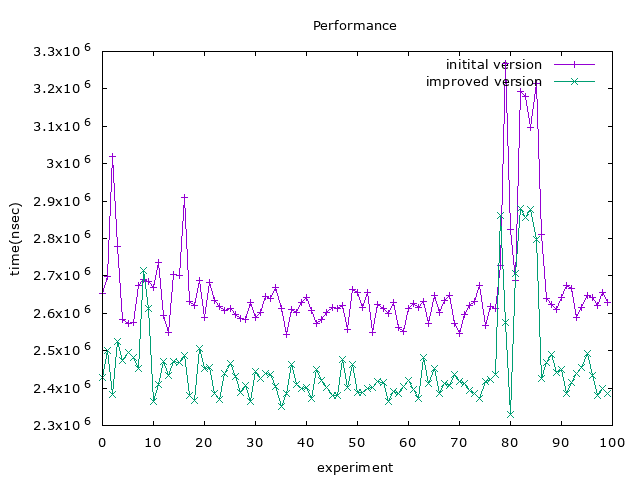 Performance
3.3x10 6
3.2x10 6
3.1x10 6
3x10 6
2.9x10 6
2.8x10 6
2.7x10 6
2.6x10 6
2.5x10 6
2.4x10 6
2.3x10 6
time(nsec)
initital version
improved version
0 10 20 30 40 50 60 70 80 90 100
experiment